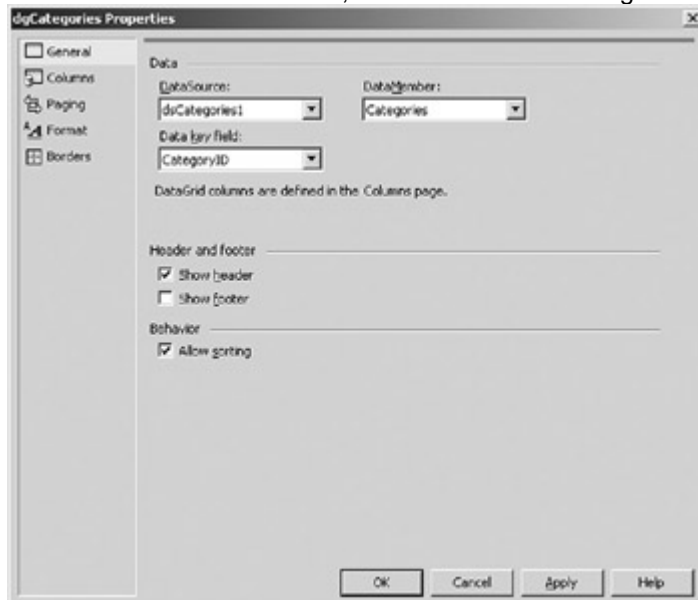 dgCategories Properties
General
Columns
Paging
Format
Borders
Data
DataSource:
DataMember:
dsCategories1
Categories
Data key field:
CategoryID
DataGrid columns are defined in the Columns page.
Header and footer
Show header
Show footer
Behavior
Allow sorting
OK
Cancel
Apply
Help